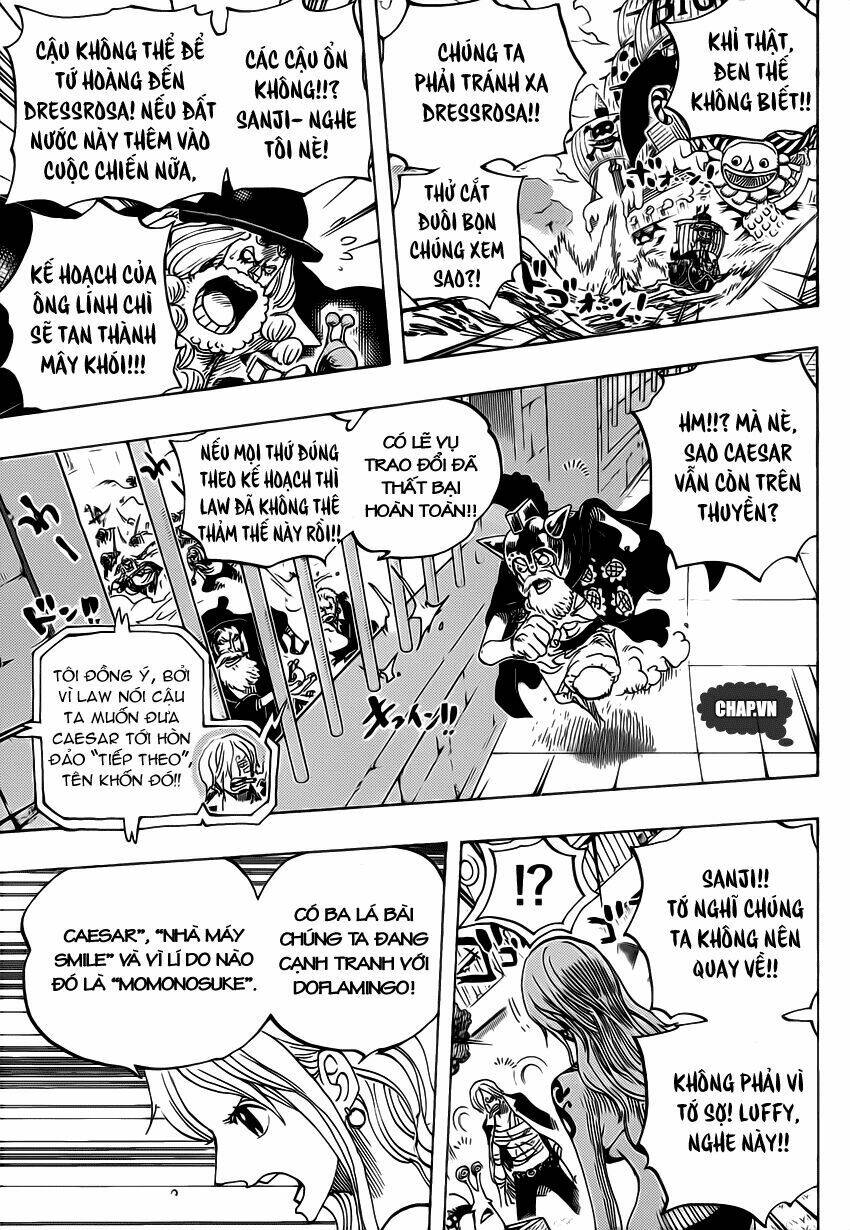 KHỈ THẬT,
ĐEN THẾ
KHÔNG BIẾT!!
CHÚNG TA
PHẢI TRÁNH XA
DRESSROSA!!
THỬ CẮT
ĐUÔI BỌN
CHÚNG XEM
SAO?!
CÁC CẬU ỔN
KHÔNG!!?
SANJI- NGHE
TÔI NÈ!
CẬU KHÔNG THỂ ĐỂ
TỨ HOÀNG ĐẾN
DRESSROSA! NẾU ĐẤT
NƯỚC NÀY THÊM VÀO
CUỘC CHIẾN NỮA,
KẾ HOẠCH CỦA
ÔNG LÍNH CHÌ
SẼ TAN THÀNH
MÂY KHÓI!!!
HM!!? MÀ NÈ,
SAO CAESAR
VẪN CÒN TRÊN
THUYỀN?
CÓ LẼ VỤ
TRAO ĐỔI ĐÃ
THẤT BẠI
HOÀN TOÀN!!
NẾU MỌI THỨ ĐÚNG
THEO KẾ HOẠCH THÌ
LAW ĐÃ KHÔNG THÊ
THẢM THẾ NÀY RỒI!!
TÔI ĐỒNG Ý, BỞI
VÌ LAW NÓI CẬU
TA MUỐN ĐƯA
CAESAR TỚI HÒN
ĐẢO "TIẾP THEO",
TÊN KHỐN ĐÓ!!
CHAP.VN
SANJI!!
TỚ NGHĨ CHÚNG
TA KHÔNG NÊN
QUAY VỀ!!
!?
KHÔNG PHẢI VÌ
TỚ SỢ! LUFFY,
NGHE NÀY!!
CÓ BA LÁ BÀI
CHÚNG TA ĐANG
CẠNH TRANH VỚI
DOFLAMINGO!
CAESAR", "NHÀ MÁY
SMILE" VÀ VÌ LÍ DO NÀO
ĐÓ LÀ "MOMONOSUKE".